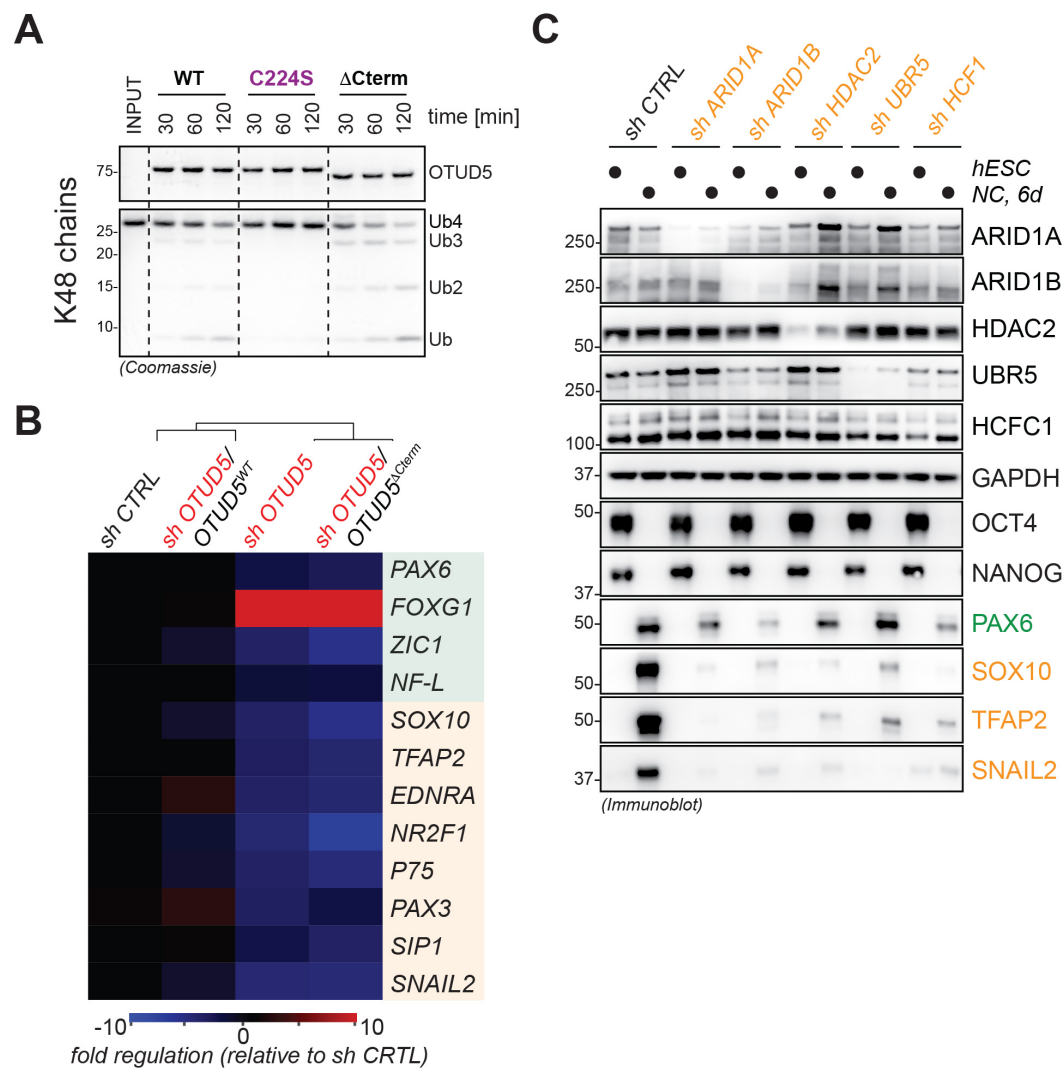 A
WT C224S ΔCterm
INPUT 30 60 120 30 60 120 30 60 120 time [min]
75- OTUD5
K48 chains
Ub4
25-
Ub3
20-
15- Ub2
10-
Ub
(Coomassie)
B
sh CTRL
sh OTUD5/
OTUD5WT
sh OTUD5
sh OTUD5/
OTUD5ΔCterm
PAX6
FOXG1
ZIC1
NF-L
SOX10
TFAP2
EDNRA
NR2F1
P75
PAX3
SIP1
SNAIL2
-10 0 10
fold regulation (relative to sh CRTL)
C
sh CTRL
sh ARID1A
sh ARID1B
sh HDAC2
sh UBR5
sh HCF1
hESC
NC, 6d
250- ARID1A
250- ARID1B
HDAC2
50-
UBR5
250-
HCFC1
100-
37- GAPDH
50- OCT4
NANOG
37-
50- PAX6
SOX10
50-
50- TFAP2
37- SNAIL2
(Immunoblot)